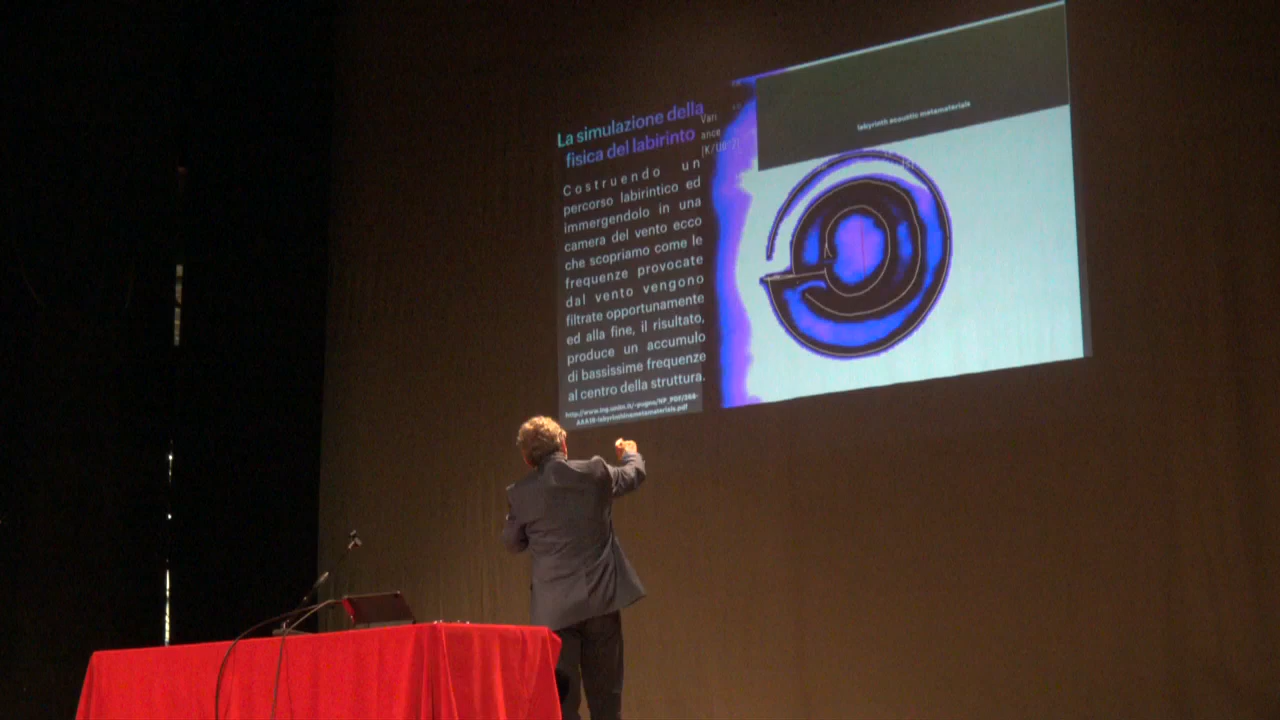 La simulazione della
fisica del labirinto
Costruendo un
percorso labirintico ed
immergendolo in una
camera del vento ecco
che scopriamo come le
frequenze provocate
dal vento vengono
filtrate opportunamente
ed alla fine, il risultato,
produce un accumulo
di bassissime frequenze
al centro della struttura.
Vari
ance
labyrinth acoustic metamaterials